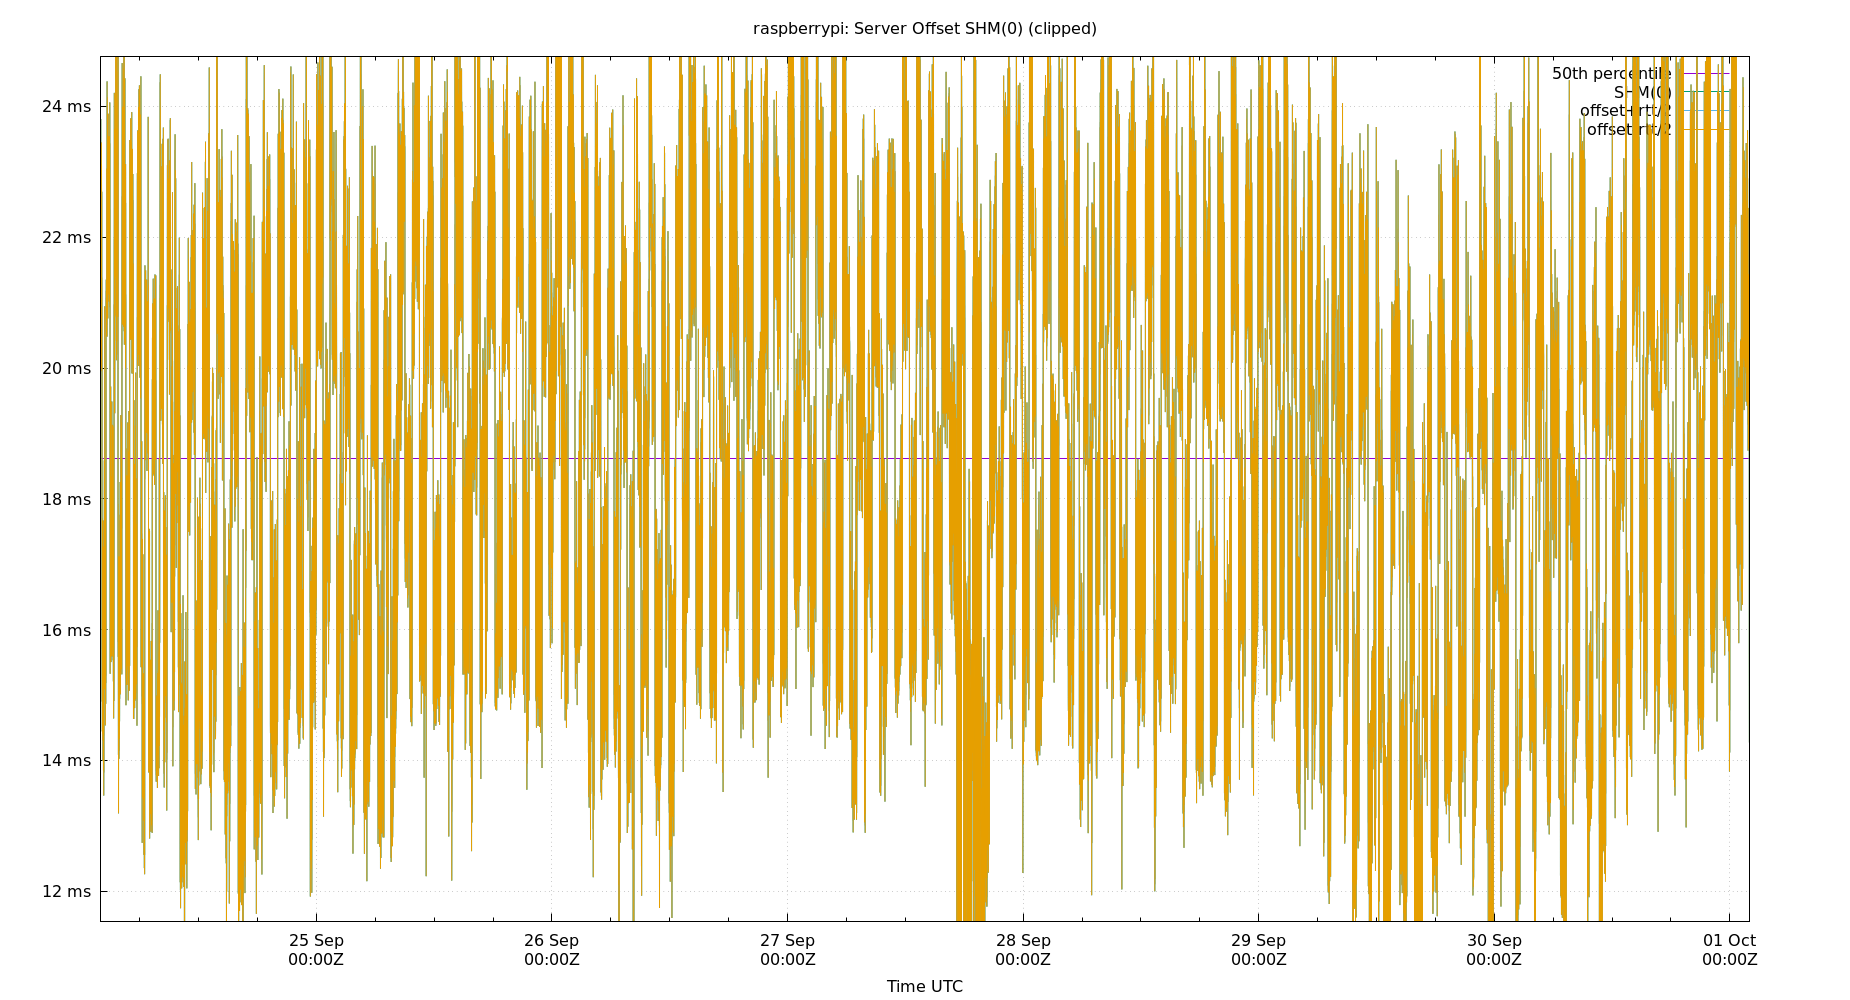 raspberrypi: Server Offset SHM(0) (clipped)
50th percentile
SHM(0)
offset+rtt/2
offset-rtt/2
24 ms
22 ms
20 ms
18 ms
16 ms
14 ms
12 ms
25 Sep 26 Sep 27 Sep 28 Sep 29 Sep 30 Sep 01 Oct
00:00Z 00:00Z 00:00Z 00:00Z 00:00Z 00:00Z 00:00Z
Time UTC